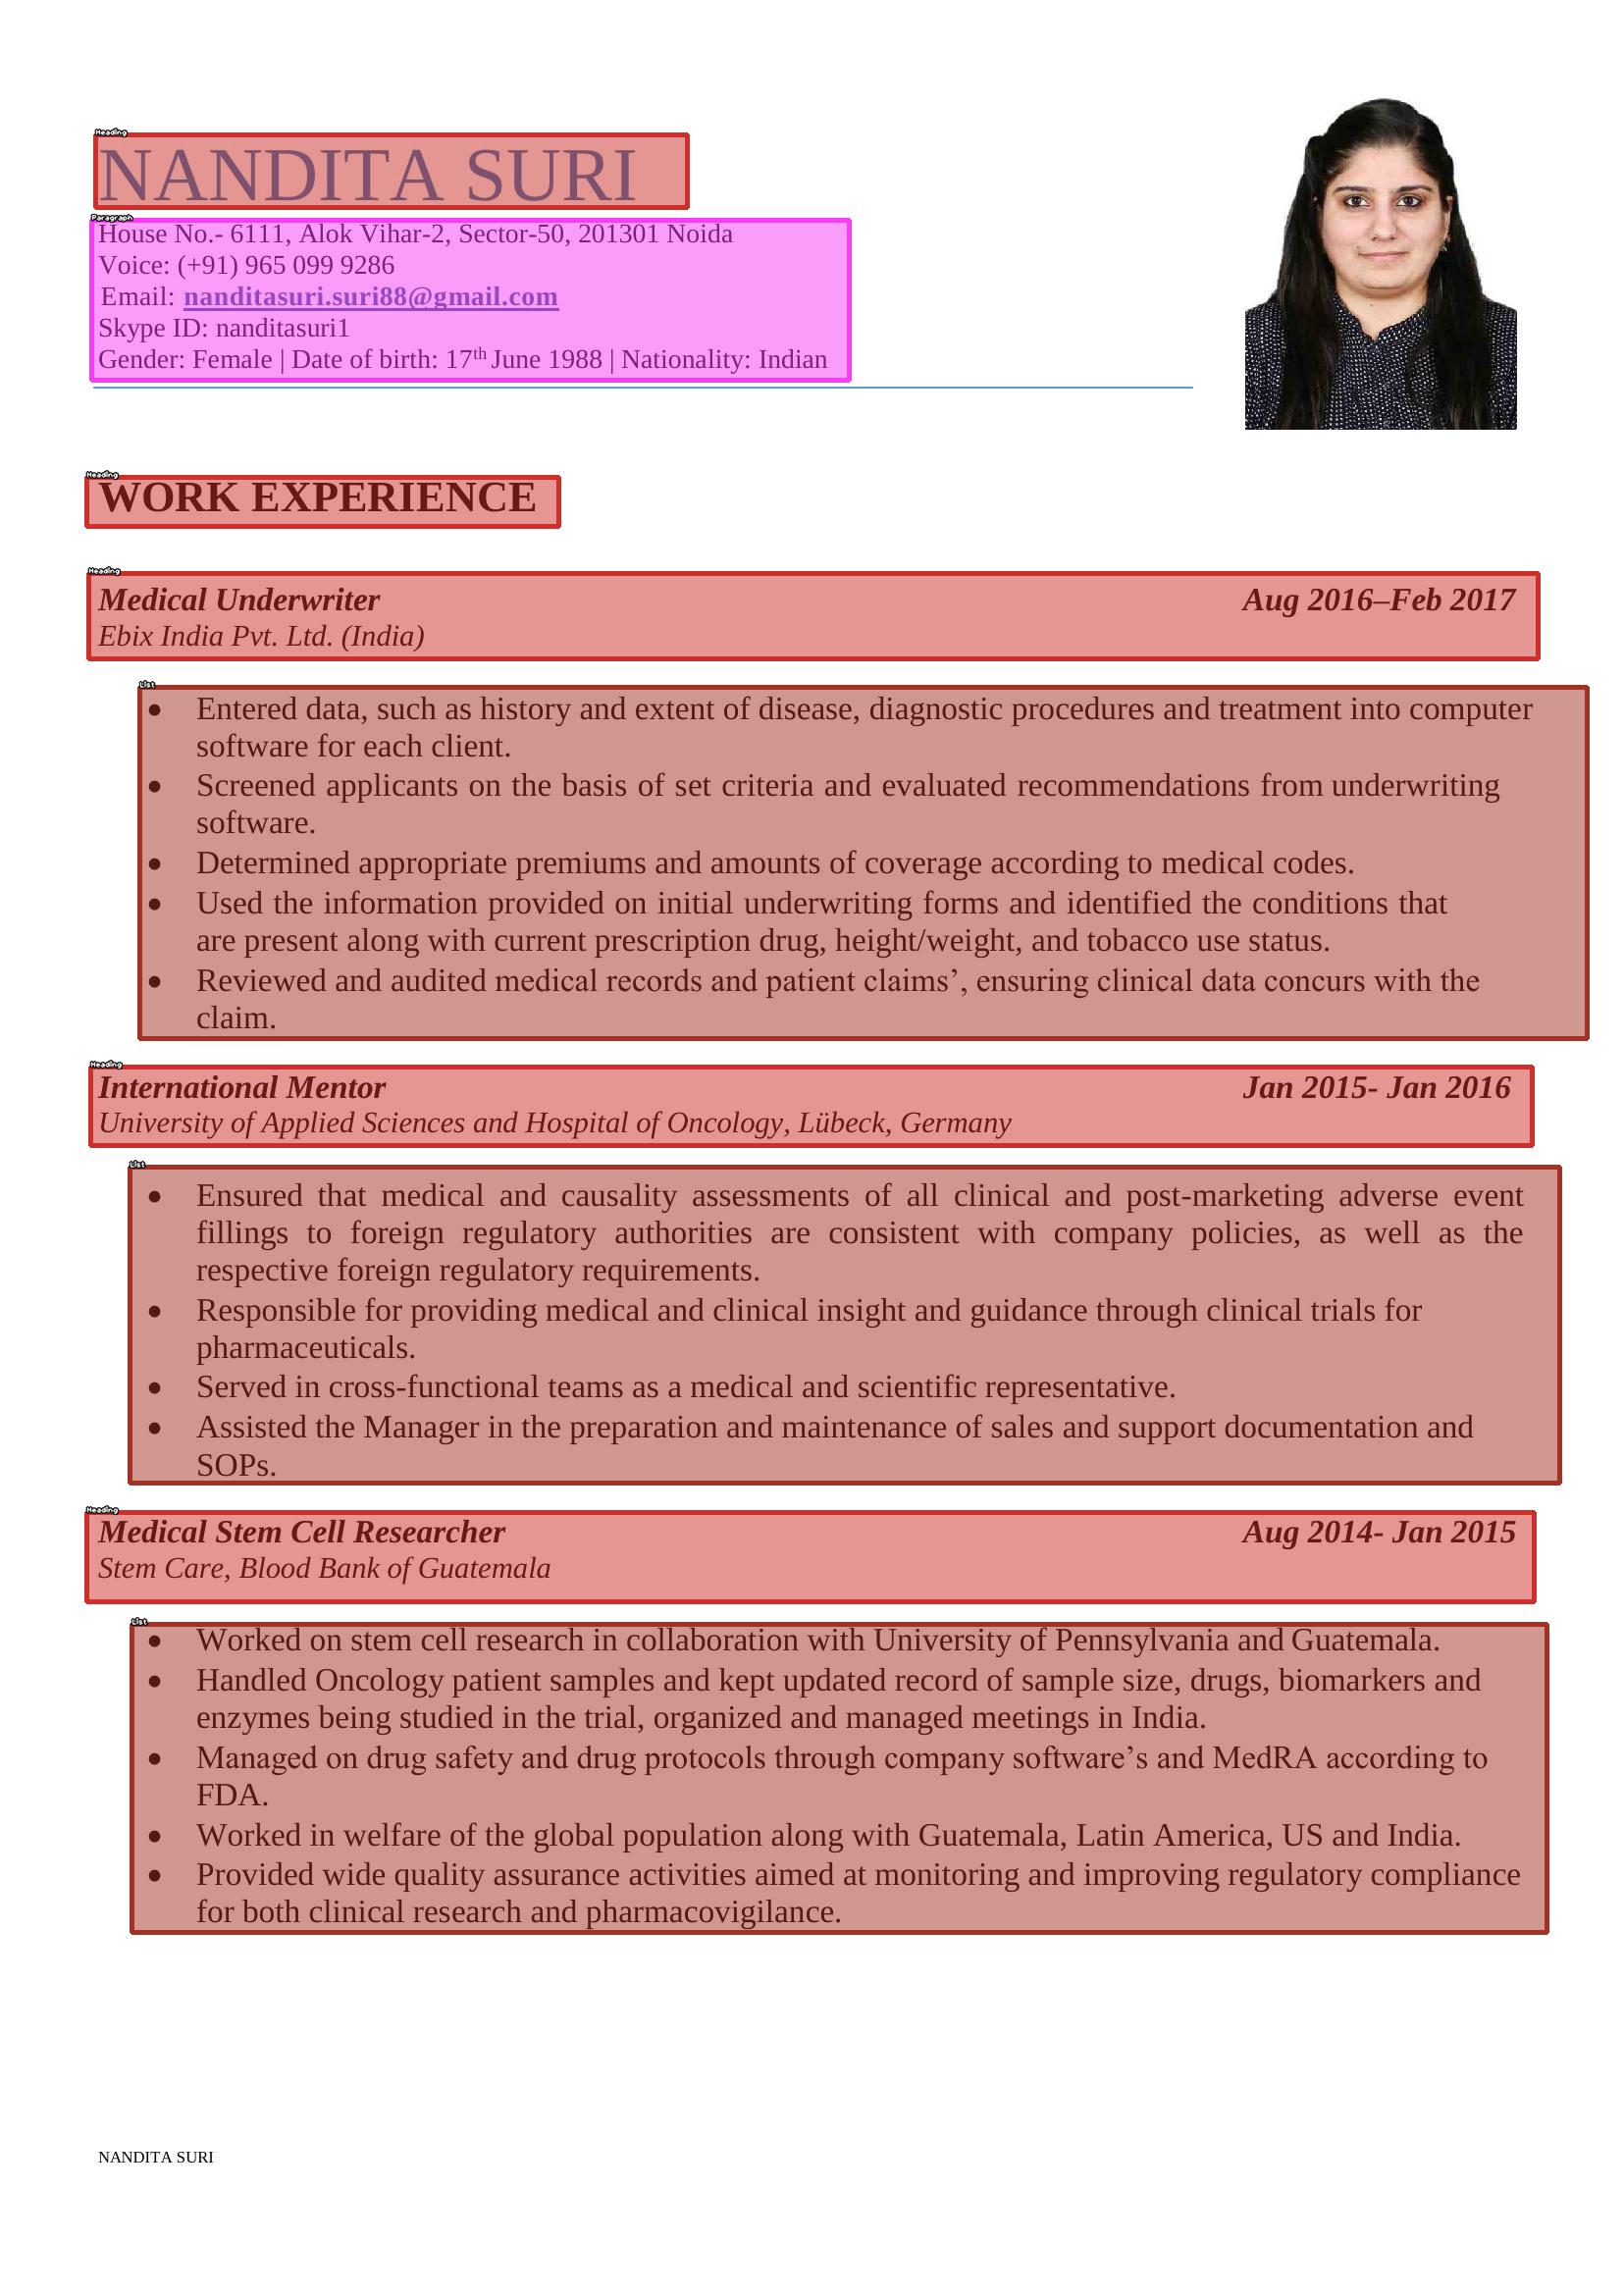 Heading
NANDITA SURI
Paragraph
House No.- 6111, Alok Vihar-2, Sector-50, 201301 Noida
Voice: (+91) 965 099 9286
Email: nanditasuri.suri88@gmail.com
Skype ID: nanditasuri1
Gender: Female | Date of birth: 17th June 1988 | Nationality: Indian
Heading
WORK EXPERIENCE
Heading
Medical Underwriter Aug 2016–Feb 2017
Ebix India Pvt. Ltd. (India)
List
• Entered data, such as history and extent of disease, diagnostic procedures and treatment into computer
software for each client.
• Screened applicants on the basis of set criteria and evaluated recommendations from underwriting
software.
• Determined appropriate premiums and amounts of coverage according to medical codes.
• Used the information provided on initial underwriting forms and identified the conditions that
are present along with current prescription drug, height/weight, and tobacco use status.
• Reviewed and audited medical records and patient claims’, ensuring clinical data concurs with the
claim.
Heading
International Mentor Jan 2015- Jan 2016
University of Applied Sciences and Hospital of Oncology, Lübeck, Germany
List
• Ensured that medical and causality assessments of all clinical and post-marketing adverse event
fillings to foreign regulatory authorities are consistent with company policies, as well as the
respective foreign regulatory requirements.
• Responsible for providing medical and clinical insight and guidance through clinical trials for
pharmaceuticals.
• Served in cross-functional teams as a medical and scientific representative.
• Assisted the Manager in the preparation and maintenance of sales and support documentation and
SOPs.
Heading
Medical Stem Cell Researcher Aug 2014- Jan 2015
Stem Care, Blood Bank of Guatemala
List
• Worked on stem cell research in collaboration with University of Pennsylvania and Guatemala.
• Handled Oncology patient samples and kept updated record of sample size, drugs, biomarkers and
enzymes being studied in the trial, organized and managed meetings in India.
• Managed on drug safety and drug protocols through company software’s and MedRA according to
FDA.
• Worked in welfare of the global population along with Guatemala, Latin America, US and India.
• Provided wide quality assurance activities aimed at monitoring and improving regulatory compliance
for both clinical research and pharmacovigilance.
NANDITA SURI